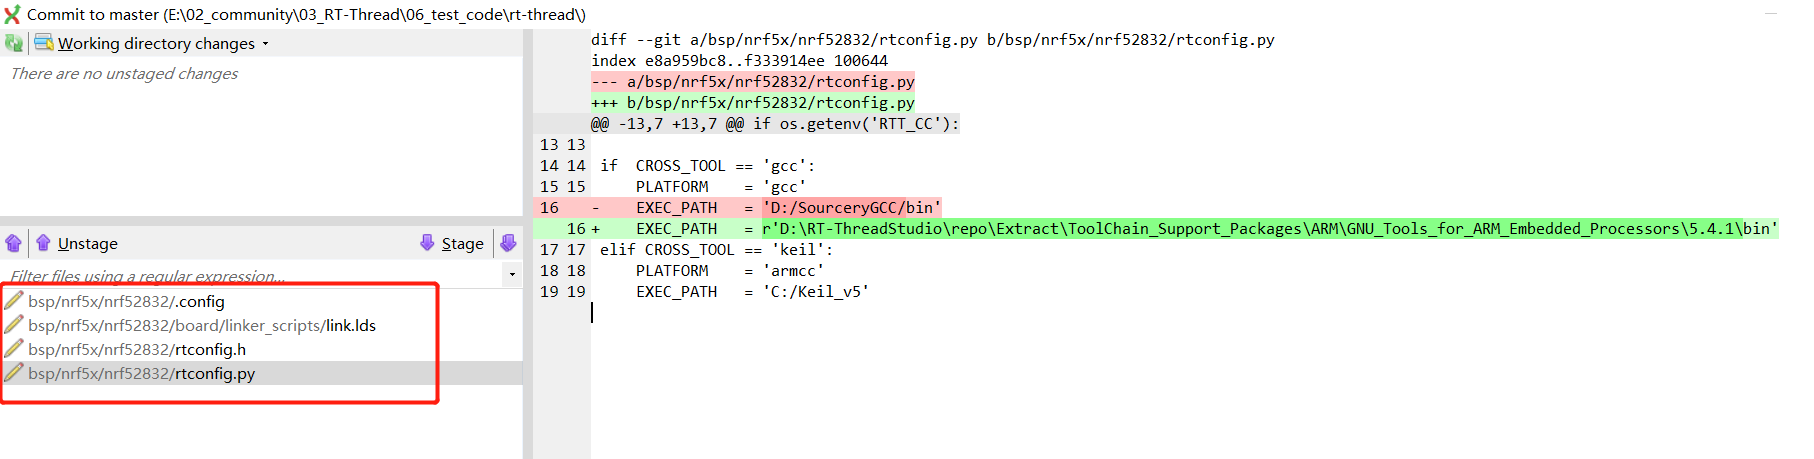 Commit to master (E:\02_community\03_RT-Thread\06_test_code\rt-thread\)
Working directory changes
There are no unstaged changes
Unstage
Stage
Filter files using a regular expression...
bsp/nrf5x/nrf52832/.config
bsp/nrf5x/nrf52832/board/linker_scripts/link.lds
bsp/nrf5x/nrf52832/rtconfig.h
bsp/nrf5x/nrf52832/rtconfig.py
diff --git a/bsp/nrf5x/nrf52832/rtconfig.py b/bsp/nrf5x/nrf52832/rtconfig.py
index e8a959bc8..f333914ee 100644
--- a/bsp/nrf5x/nrf52832/rtconfig.py
+++ b/bsp/nrf5x/nrf52832/rtconfig.py
@@ -13,7 +13,7 @@ if os.getenv('RTT_CC'):
13 13
14 14 if  CROSS_TOOL == 'gcc':
15 15     PLATFORM    = 'gcc'
16 -    EXEC_PATH   = 'D:/SourceryGCC/bin'
16 +    EXEC_PATH   = r'D:\RT-ThreadStudio\repo\Extract\ToolChain_Support_Packages\ARM\GNU_Tools_for_ARM_Embedded_Processors\5.4.1\bin'
17 17 elif CROSS_TOOL == 'keil':
18 18     PLATFORM    = 'armcc'
19 19     EXEC_PATH   = 'C:/Keil_v5'